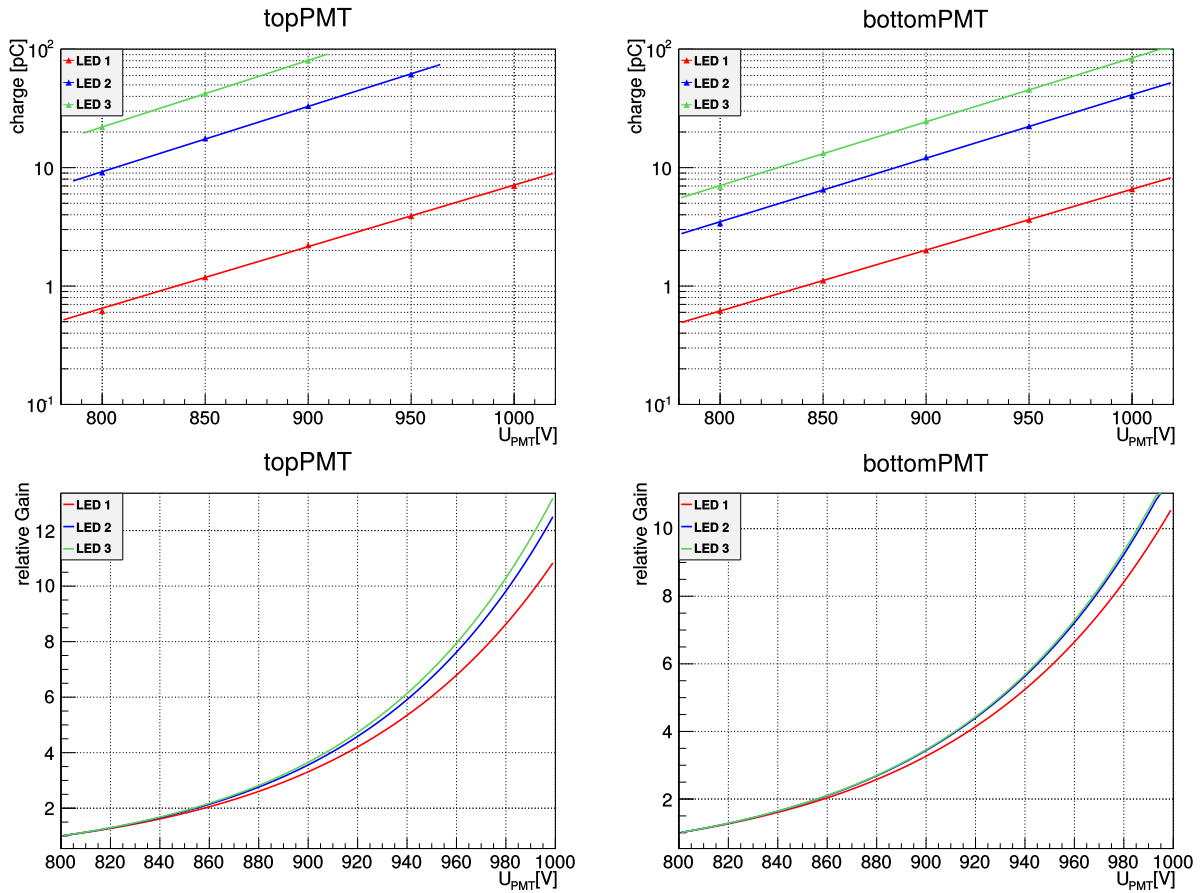 topPMT
charge [pC]
10²
10
1
10⁻¹
LED 1
LED 2
LED 3
800 850 900 950 1000
U_PMT[V]
bottomPMT
charge [pC]
10²
10
1
10⁻¹
LED 1
LED 2
LED 3
800 850 900 950 1000
U_PMT[V]
topPMT
relative Gain
12
10
8
6
4
2
LED 1
LED 2
LED 3
800 820 840 860 880 900 920 940 960 980 1000
U_PMT[V]
bottomPMT
relative Gain
10
8
6
4
2
LED 1
LED 2
LED 3
800 820 840 860 880 900 920 940 960 980 1000
U_PMT[V]